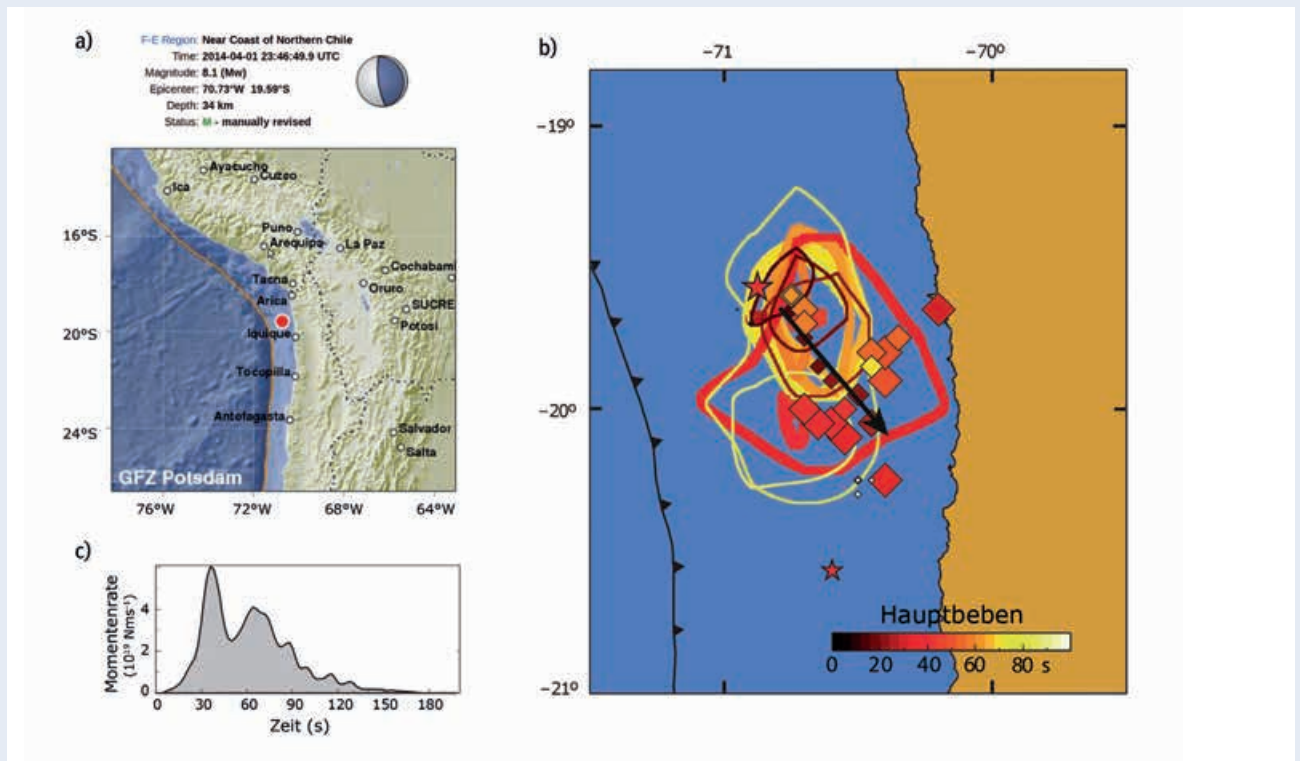 a)
F-E Region: Near Coast of Northern Chile
Time: 2014-04-01 23:46:49.9 UTC
Magnitude: 8.1 (Mw)
Epicenter: 70.73°W 19.59°S
Depth: 34 km
Status: M - manually revised
Ayacucho
Cuzco
Ica
Puno
Arequipa
La Paz
Cochabam
Tacna
Oruro
Arica
SUCRE
Potosi
Iquique
Tocopilla
Antofagasta
Salvador
Salta
GFZ Potsdam
16°S
20°S
24°S
76°W 72°W 68°W 64°W
b)
–71 –70°
–19°
–20°
–21°
Hauptbeben
0 20 40 60 80 s
c)
Momentenrate
(10¹⁹ Nms⁻¹)
4
2
0
0 30 60 90 120 150 180
Zeit (s)